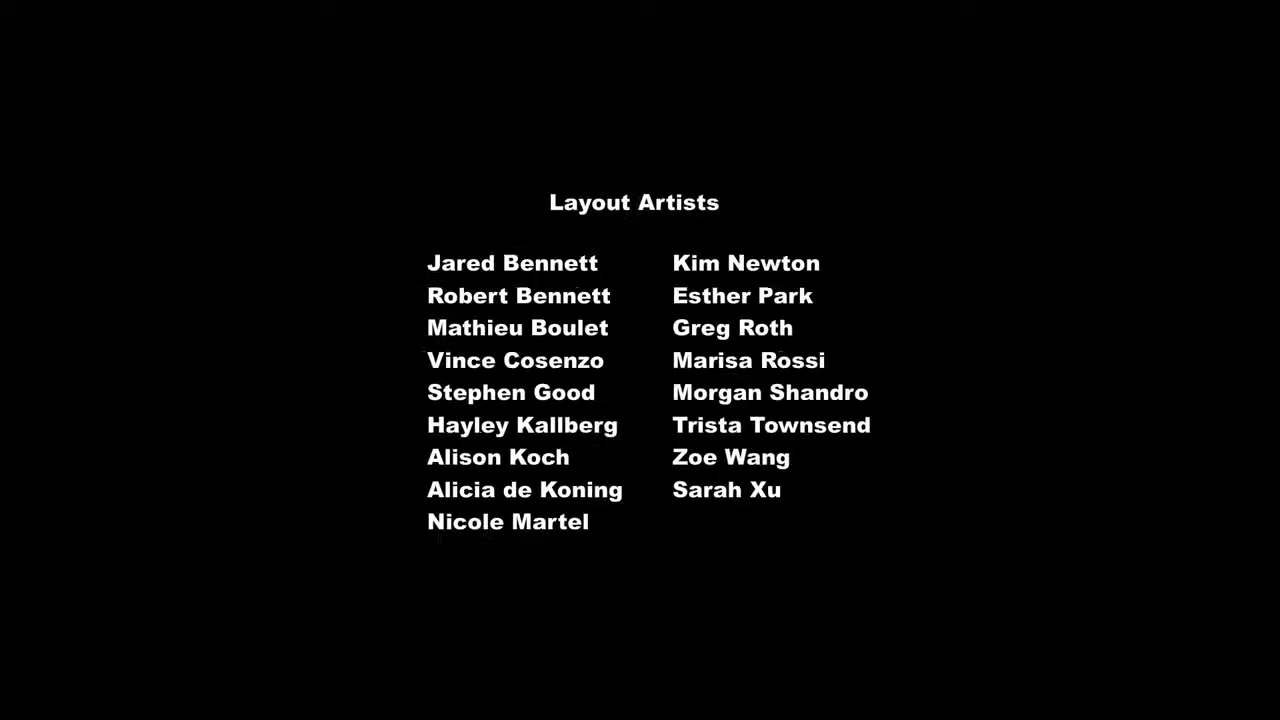 Layout Artists
Jared Bennett
Robert Bennett
Mathieu Boulet
Vince Cosenzo
Stephen Good
Hayley Kallberg
Alison Koch
Alicia de Koning
Nicole Martel
Kim Newton
Esther Park
Greg Roth
Marisa Rossi
Morgan Shandro
Trista Townsend
Zoe Wang
Sarah Xu